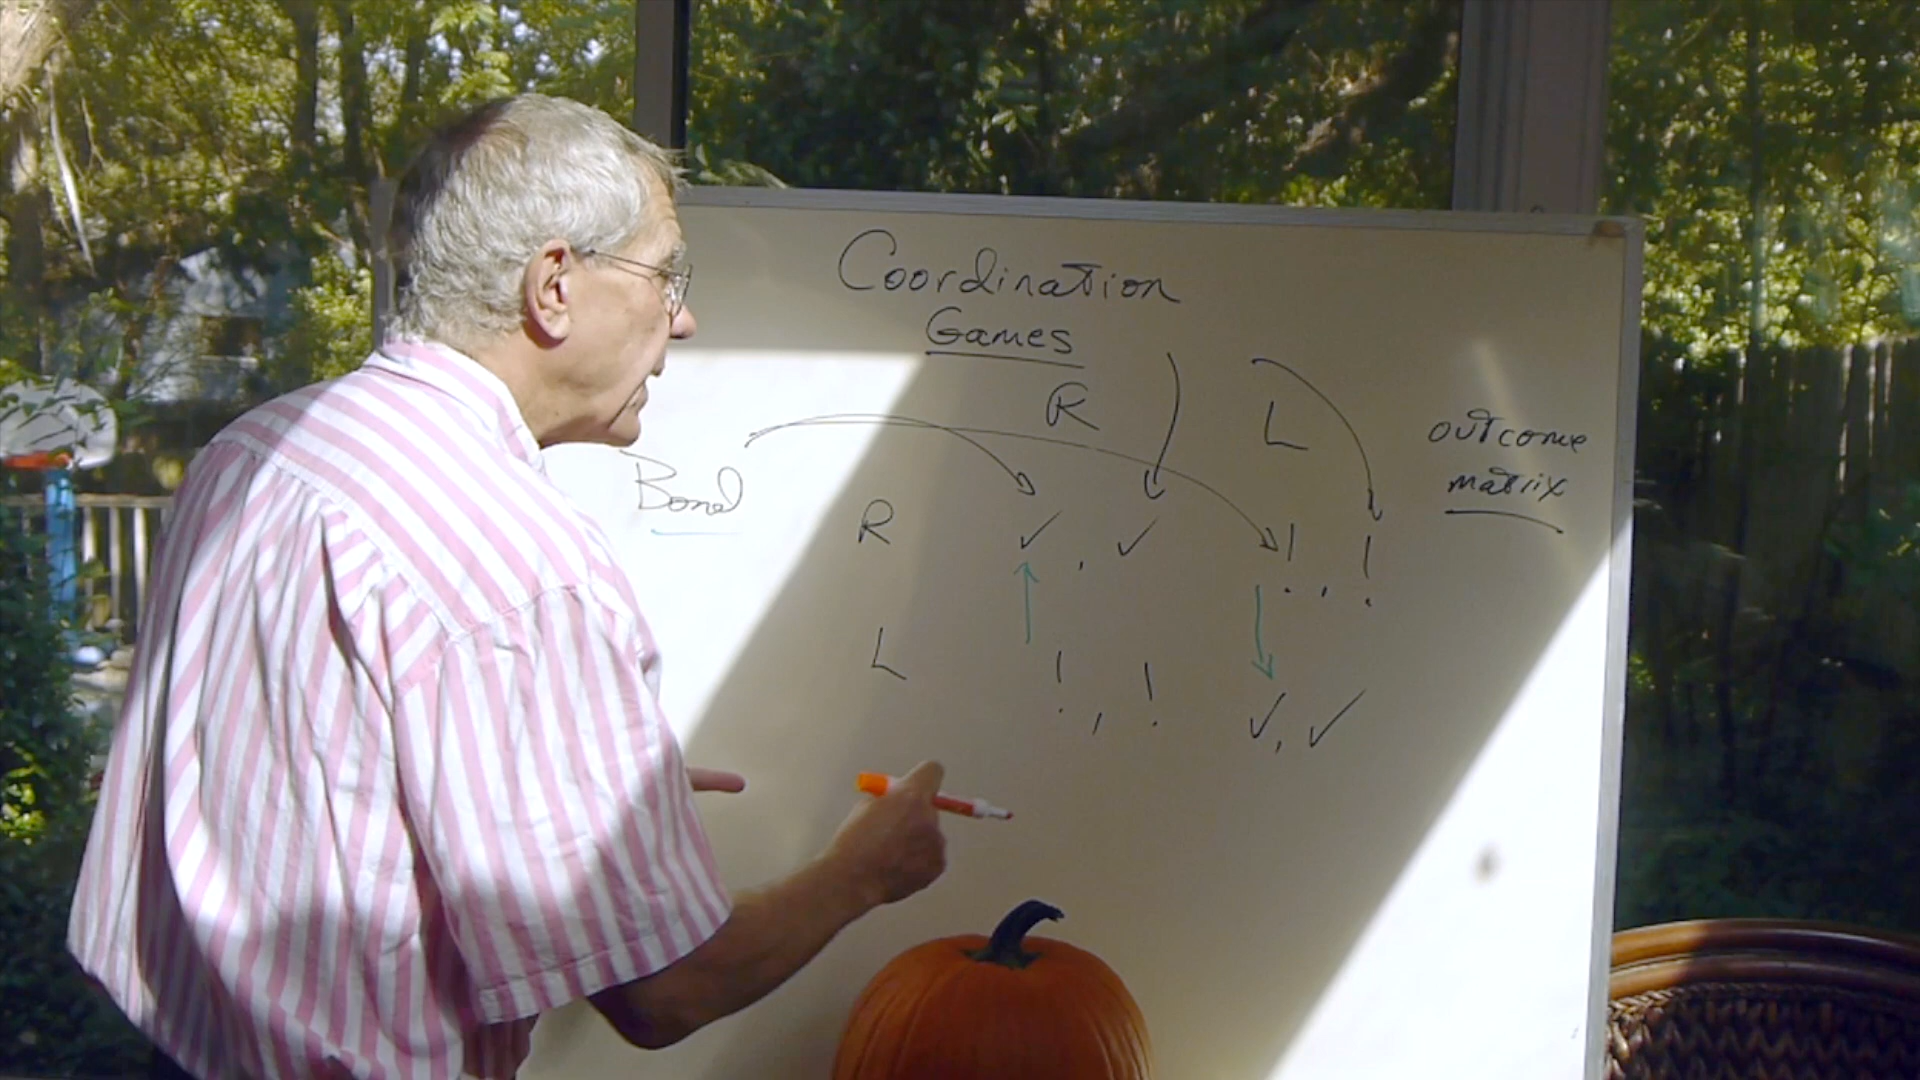 Coordination
Games
R L
outcome
matrix
Bond
R ✓, ✓ !, !
L !, ! ✓, ✓